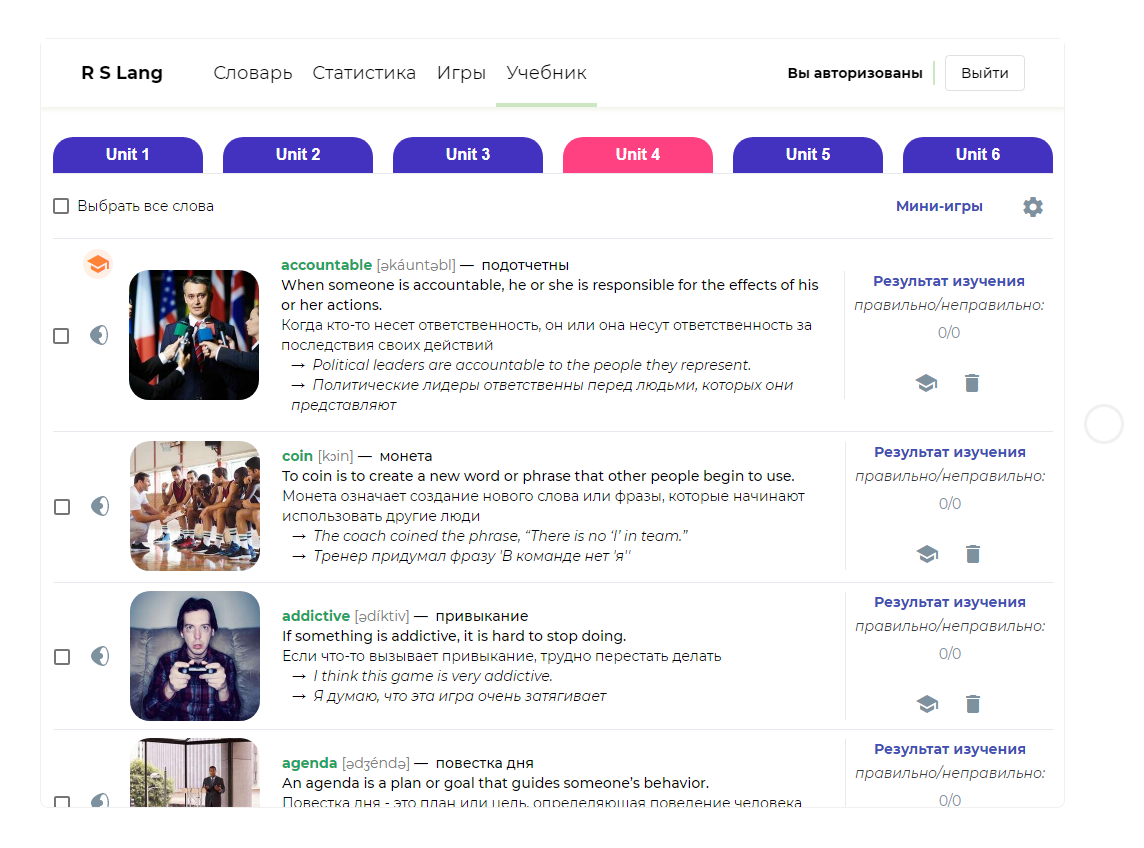 R S Lang Словарь Статистика Игры Учебник Вы авторизованы Выйти
Unit 1 Unit 2 Unit 3 Unit 4 Unit 5 Unit 6
Выбрать все слова Мини-игры
accountable [əkáuntəbl] — подотчетны
When someone is accountable, he or she is responsible for the effects of his
or her actions.
Когда кто-то несет ответственность, он или она несут ответственность за
последствия своих действий
→ Political leaders are accountable to the people they represent.
→ Политические лидеры ответственны перед людьми, которых они
представляют
Результат изучения
правильно/неправильно:
0/0
coin [kɔin] — монета
To coin is to create a new word or phrase that other people begin to use.
Монета означает создание нового слова или фразы, которые начинают
использовать другие люди
→ The coach coined the phrase, “There is no ‘I’ in team.”
→ Тренер придумал фразу 'В команде нет 'я''
Результат изучения
правильно/неправильно:
0/0
addictive [ədíktiv] — привыкание
If something is addictive, it is hard to stop doing.
Если что-то вызывает привыкание, трудно перестать делать
→ I think this game is very addictive.
→ Я думаю, что эта игра очень затягивает
Результат изучения
правильно/неправильно:
0/0
agenda [ədʒéndə] — повестка дня
An agenda is a plan or goal that guides someone’s behavior.
Повестка дня - это план или цель, определяющая поведение человека
Результат изучения
правильно/неправильно:
0/0